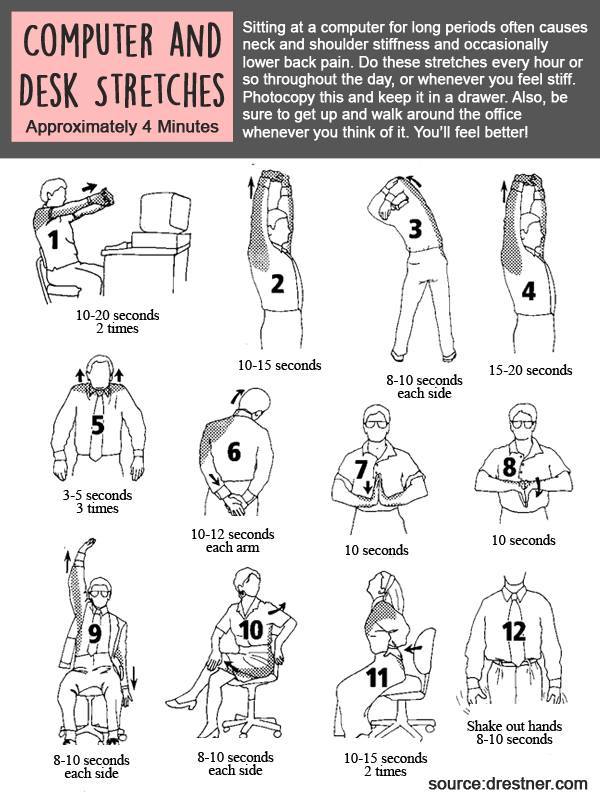 COMPUTER AND
DESK STRETCHES
Approximately 4 Minutes
Sitting at a computer for long periods often causes
neck and shoulder stiffness and occasionally
lower back pain. Do these stretches every hour or
so throughout the day, or whenever you feel stiff.
Photocopy this and keep it in a drawer. Also, be
sure to get up and walk around the office
whenever you think of it. You'll feel better!
1
10-20 seconds
2 times
2
10-15 seconds
3
8-10 seconds
each side
4
15-20 seconds
5
3-5 seconds
3 times
6
10-12 seconds
each arm
7
10 seconds
8
10 seconds
9
8-10 seconds
each side
10
8-10 seconds
each side
11
10-15 seconds
2 times
12
Shake out hands
8-10 seconds
source:drestner.com